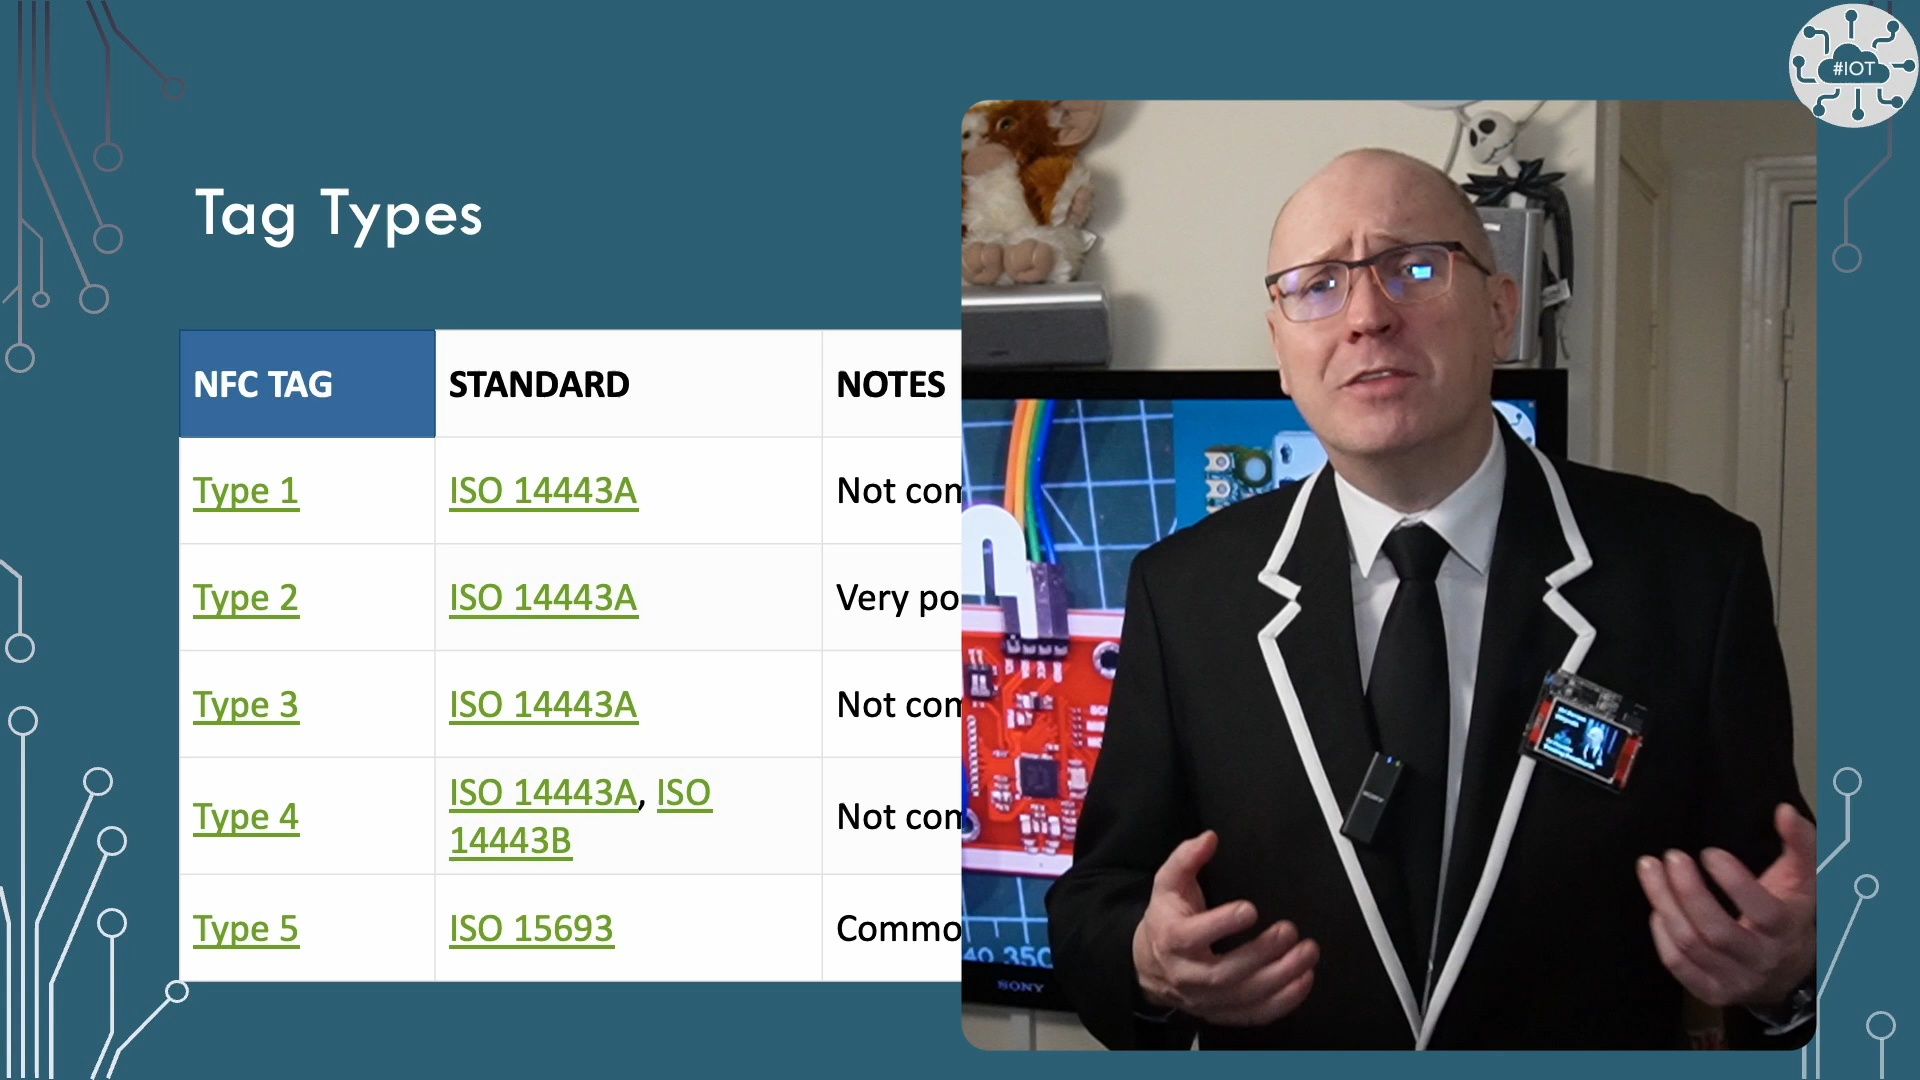 #IOT
Tag Types
NFC TAG STANDARD NOTES
Type 1 ISO 14443A Not com
Type 2 ISO 14443A Very po
Type 3 ISO 14443A Not com
Type 4 ISO 14443A, ISO 14443B Not com
Type 5 ISO 15693 Commo
SONY